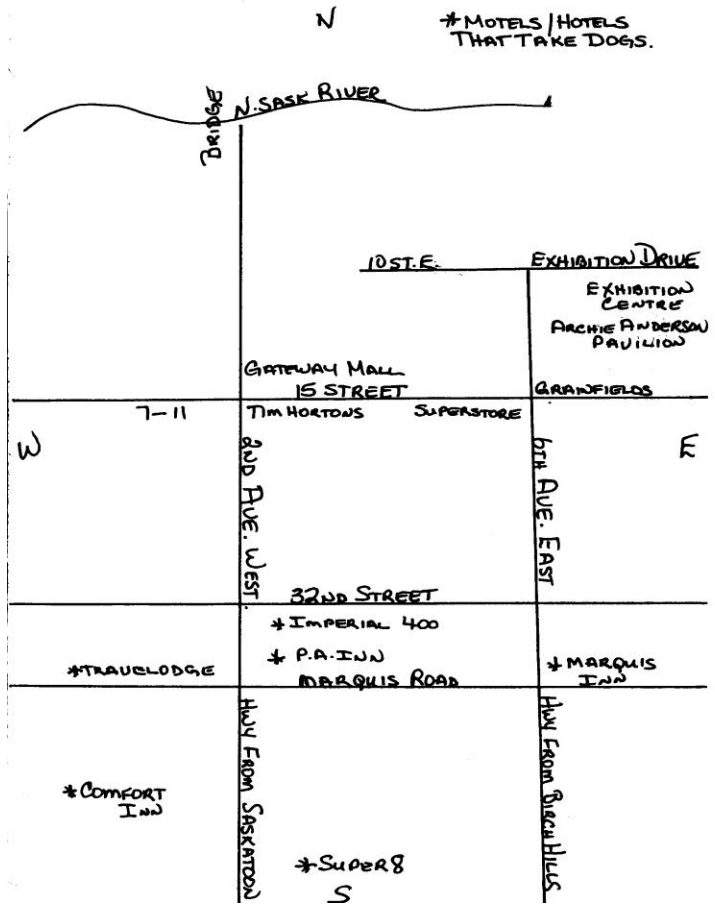 N
*MOTELS/HOTELS
THAT TAKE DOGS.
BRIDGE
N. SASK RIVER
10 ST. E.
EXHIBITION DRIVE
EXHIBITION
CENTRE
ARCHIE ANDERSON
PAVILION
GATEWAY MALL
15 STREET
GRAINFIELDS
7-11
TIM HORTONS
SUPERSTORE
W
2ND AVE. WEST.
6TH AVE. EAST
E
32ND STREET
*IMPERIAL 400
*TRAVELODGE
* P.A. INN
MARQUIS ROAD
*MARQUIS
INN
HWY FROM SASKATOON
HWY FROM BIRCH HILLS
*COMFORT
INN
*SUPER 8
S